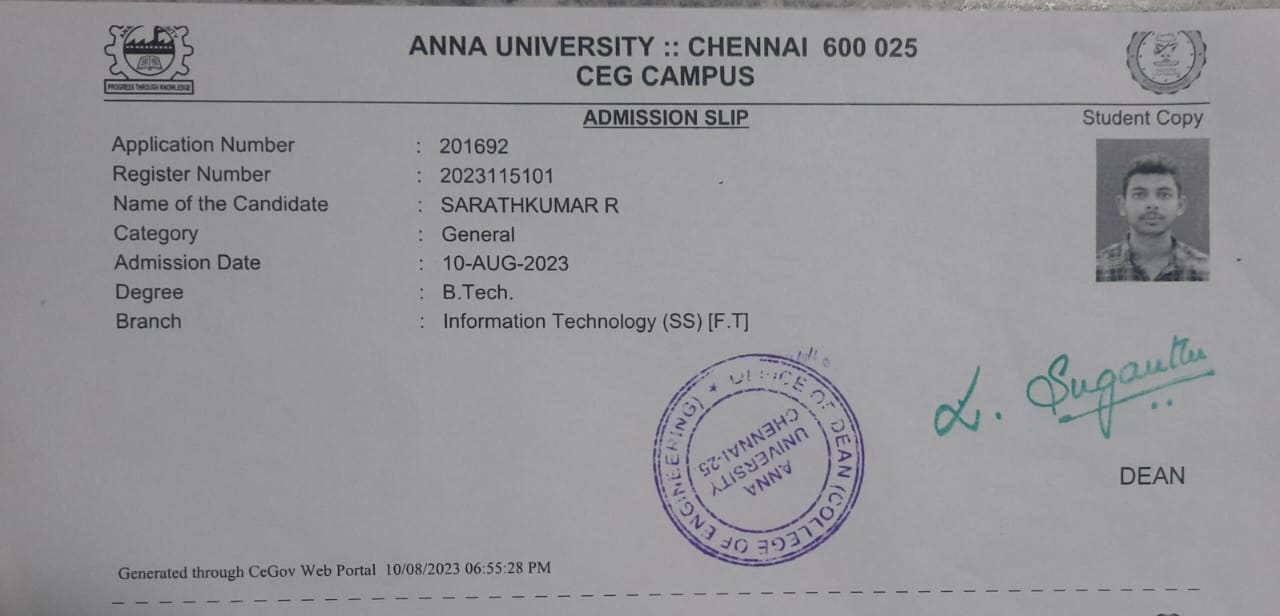 ANNA UNIVERSITY :: CHENNAI 600 025
CEG CAMPUS
PROGRESS THROUGH KNOWLEDGE
ADMISSION SLIP
Student Copy
Application Number : 201692
Register Number : 2023115101
Name of the Candidate : SARATHKUMAR R
Category : General
Admission Date : 10-AUG-2023
Degree : B.Tech.
Branch : Information Technology (SS) [F.T]
OFFICE OF DEAN (COLLEGE OF ENGINEERING) ★
ANNA
UNIVERSITY
CHENNAI-25.
L. Suganthi
DEAN
Generated through CeGov Web Portal 10/08/2023 06:55:28 PM